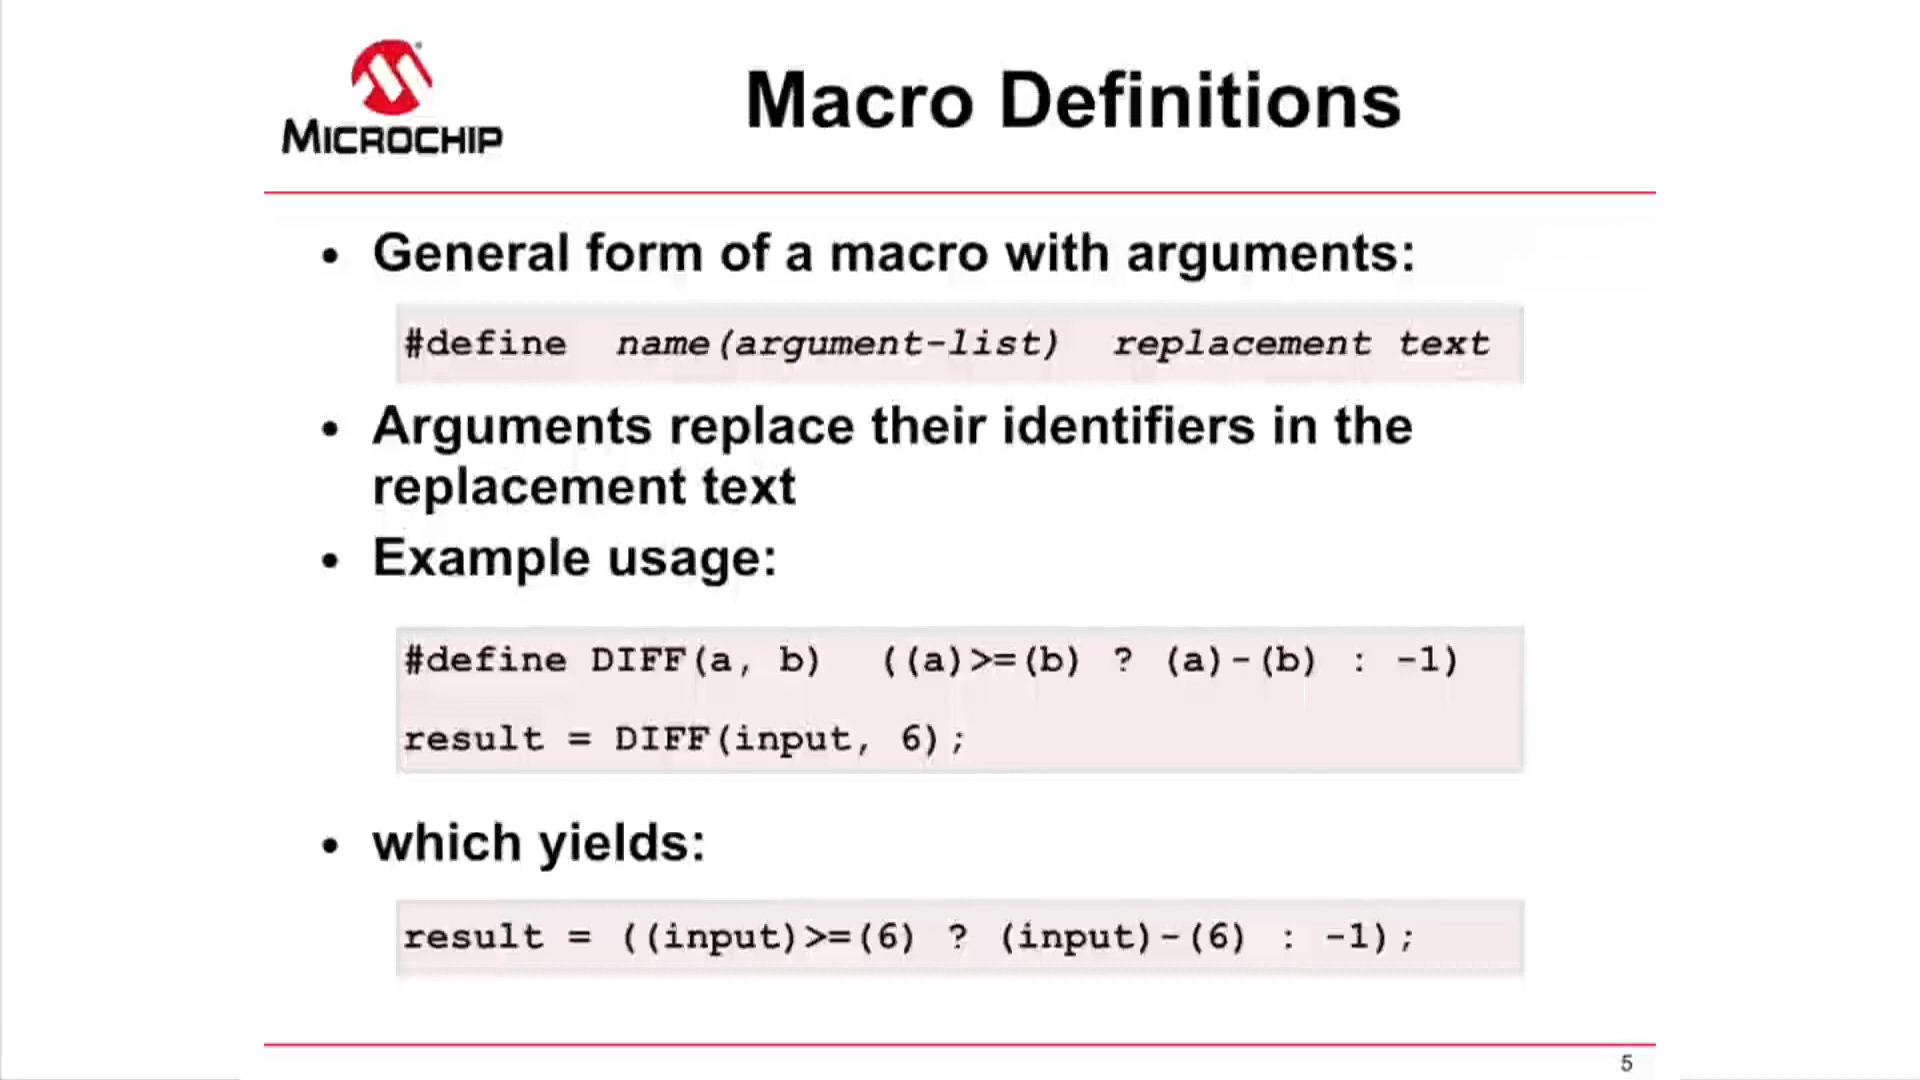 MICROCHIP
Macro Definitions
• General form of a macro with arguments:
#define name(argument-list) replacement text
• Arguments replace their identifiers in the
replacement text
• Example usage:
#define DIFF(a, b) ((a)>=(b) ? (a)-(b) : -1)
result = DIFF(input, 6);
• which yields:
result = ((input)>=(6) ? (input)-(6) : -1);
5